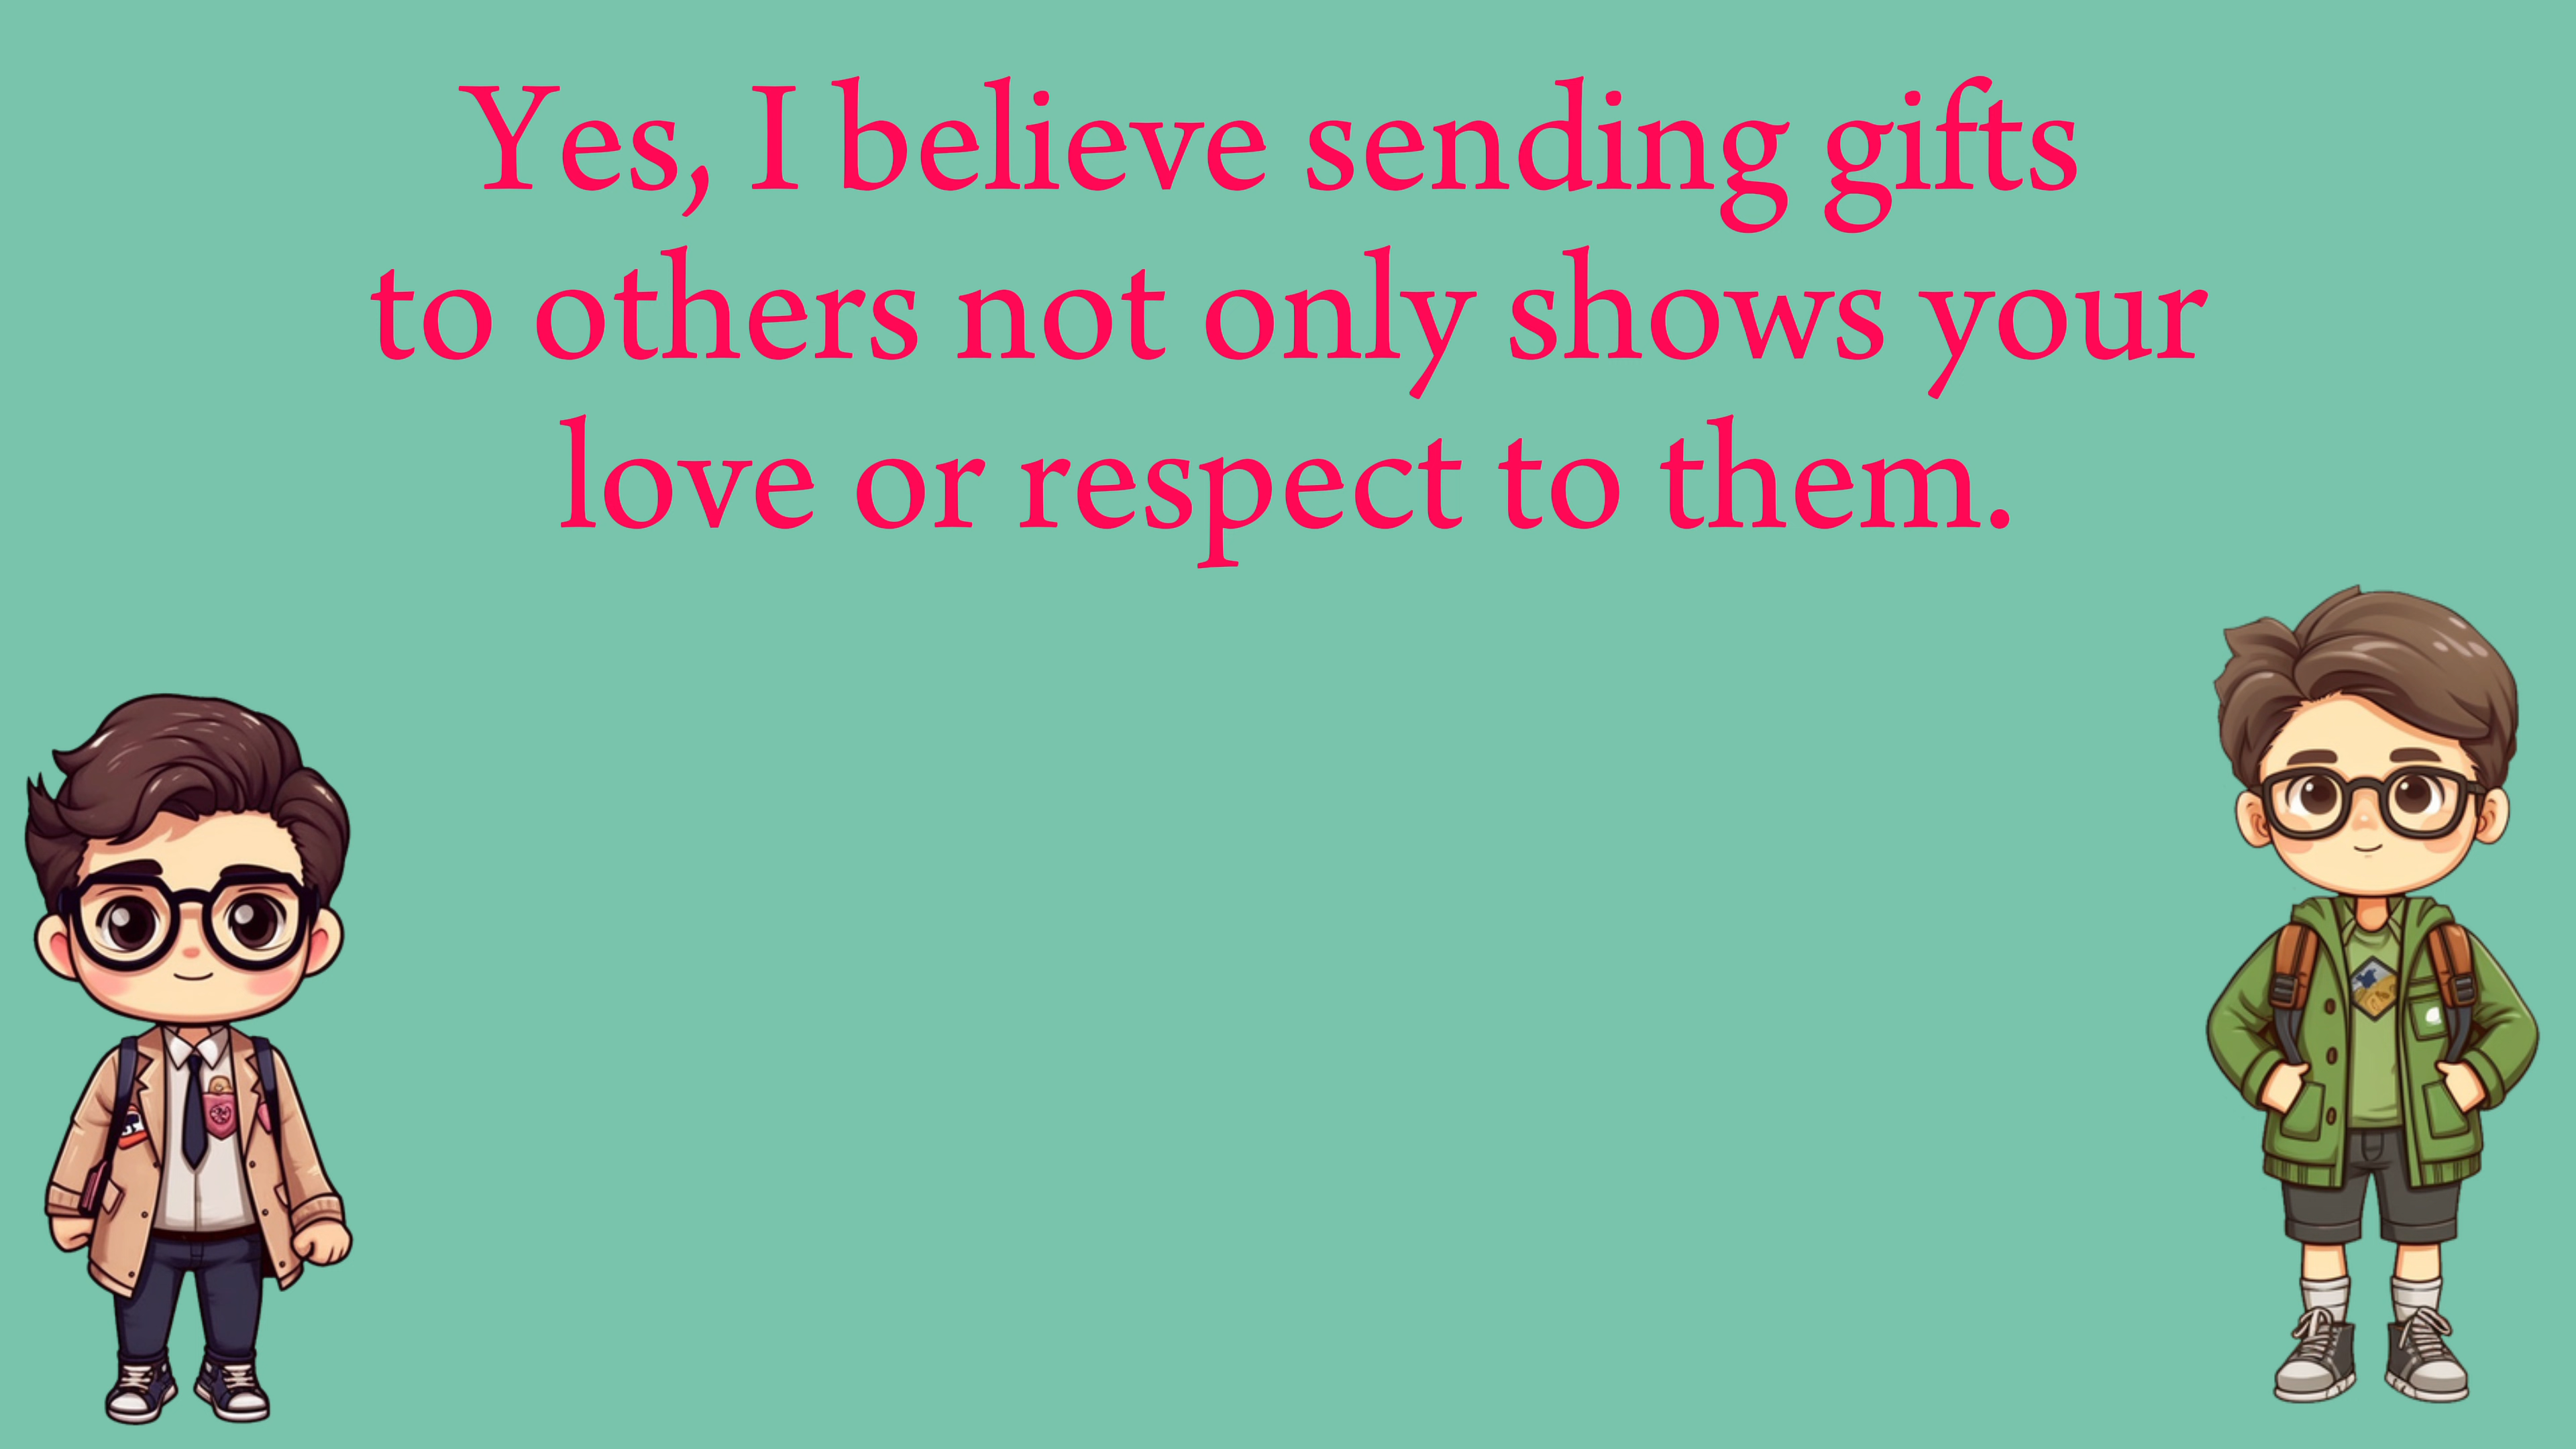 Yes, I believe sending gifts
to others not only shows your
love or respect to them.